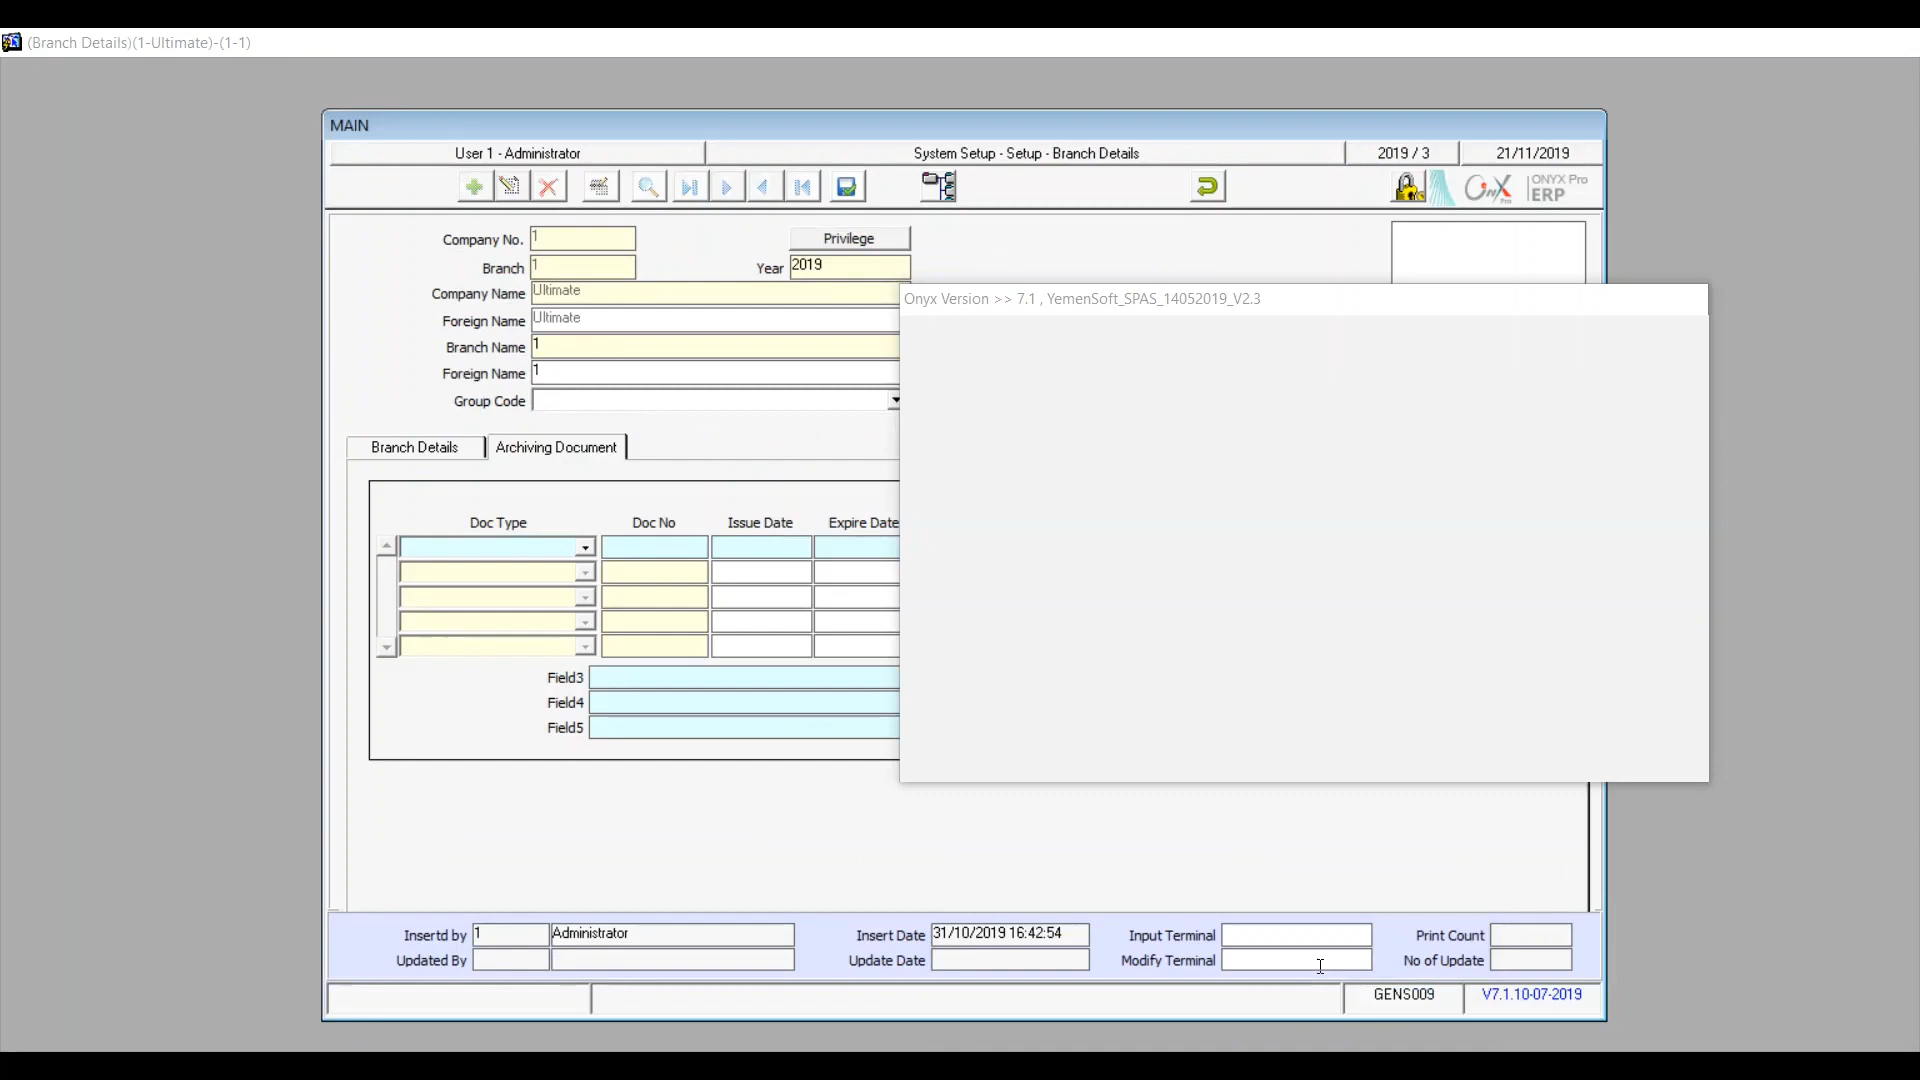 (Branch Details)(1-Ultimate)-(1-1)
MAIN
User 1 - Administrator
System Setup - Setup - Branch Details
2019 / 3
21/11/2019
Onyx Pro
ONYX Pro
ERP
Company No. 1
Privilege
Branch 1
Year 2019
Company Name Ultimate
Foreign Name Ultimate
Branch Name 1
Foreign Name 1
Group Code
Onyx Version >> 7.1 , YemenSoft_SPAS_14052019_V2.3
Branch Details
Archiving Document
Doc Type
Doc No
Issue Date
Expire Date
Field3
Field4
Field5
Insertd by 1 Administrator
Insert Date 31/10/2019 16:42:54
Input Terminal
Print Count
Updated By
Update Date
Modify Terminal
No of Update
GENS009
V7.1.10-07-2019